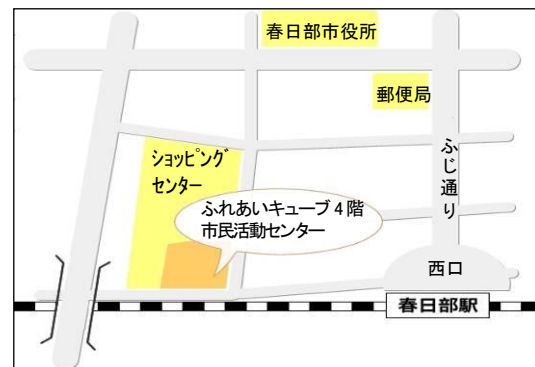 春日部市役所
郵便局
ふじ通り
ショッピング
センター
ふれあいキューブ4階
市民活動センター
西口
春日部駅